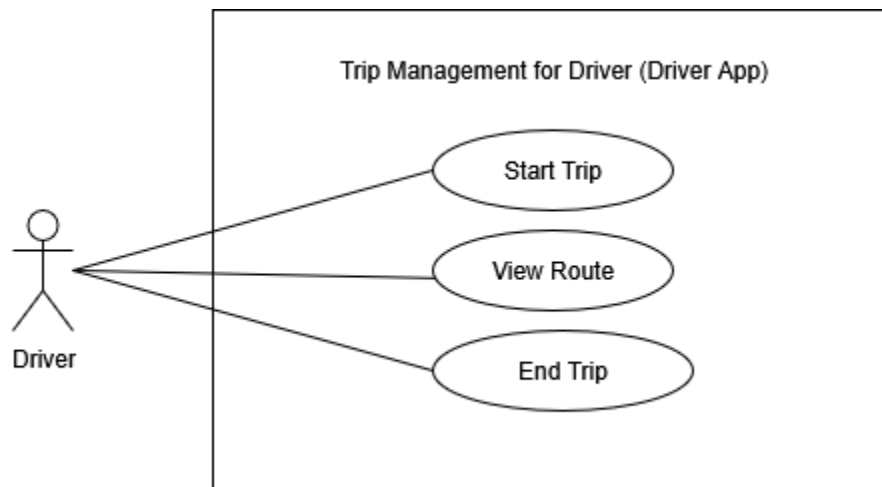 Trip Management for Driver (Driver App)
Start Trip
View Route
End Trip
Driver